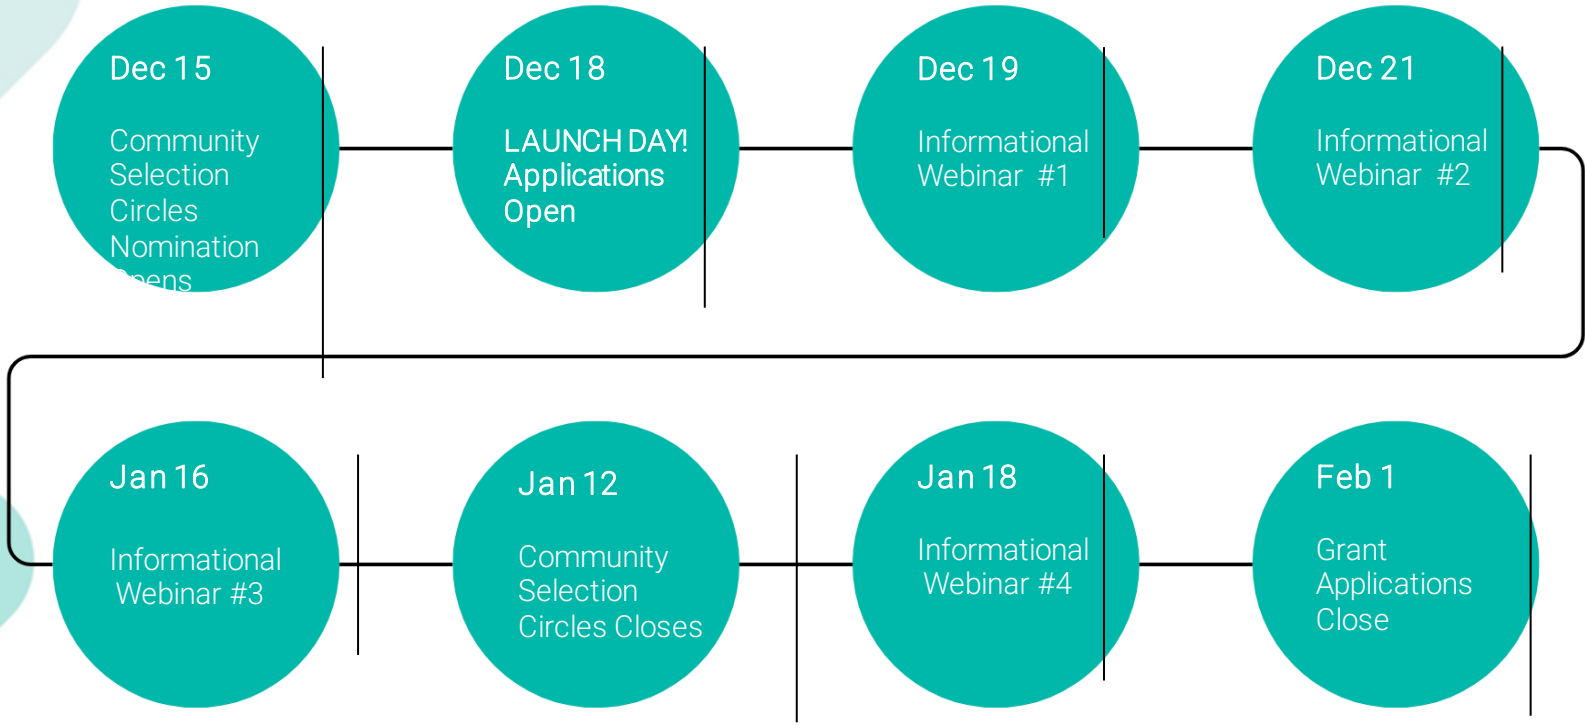 Dec 15
Community
Selection
Circles
Nomination
Opens
Dec 18
LAUNCH DAY!
Applications
Open
Dec 19
Informational
Webinar #1
Dec 21
Informational
Webinar #2
Jan 16
Informational
Webinar #3
Jan 12
Community
Selection
Circles Closes
Jan 18
Informational
Webinar #4
Feb 1
Grant
Applications
Close